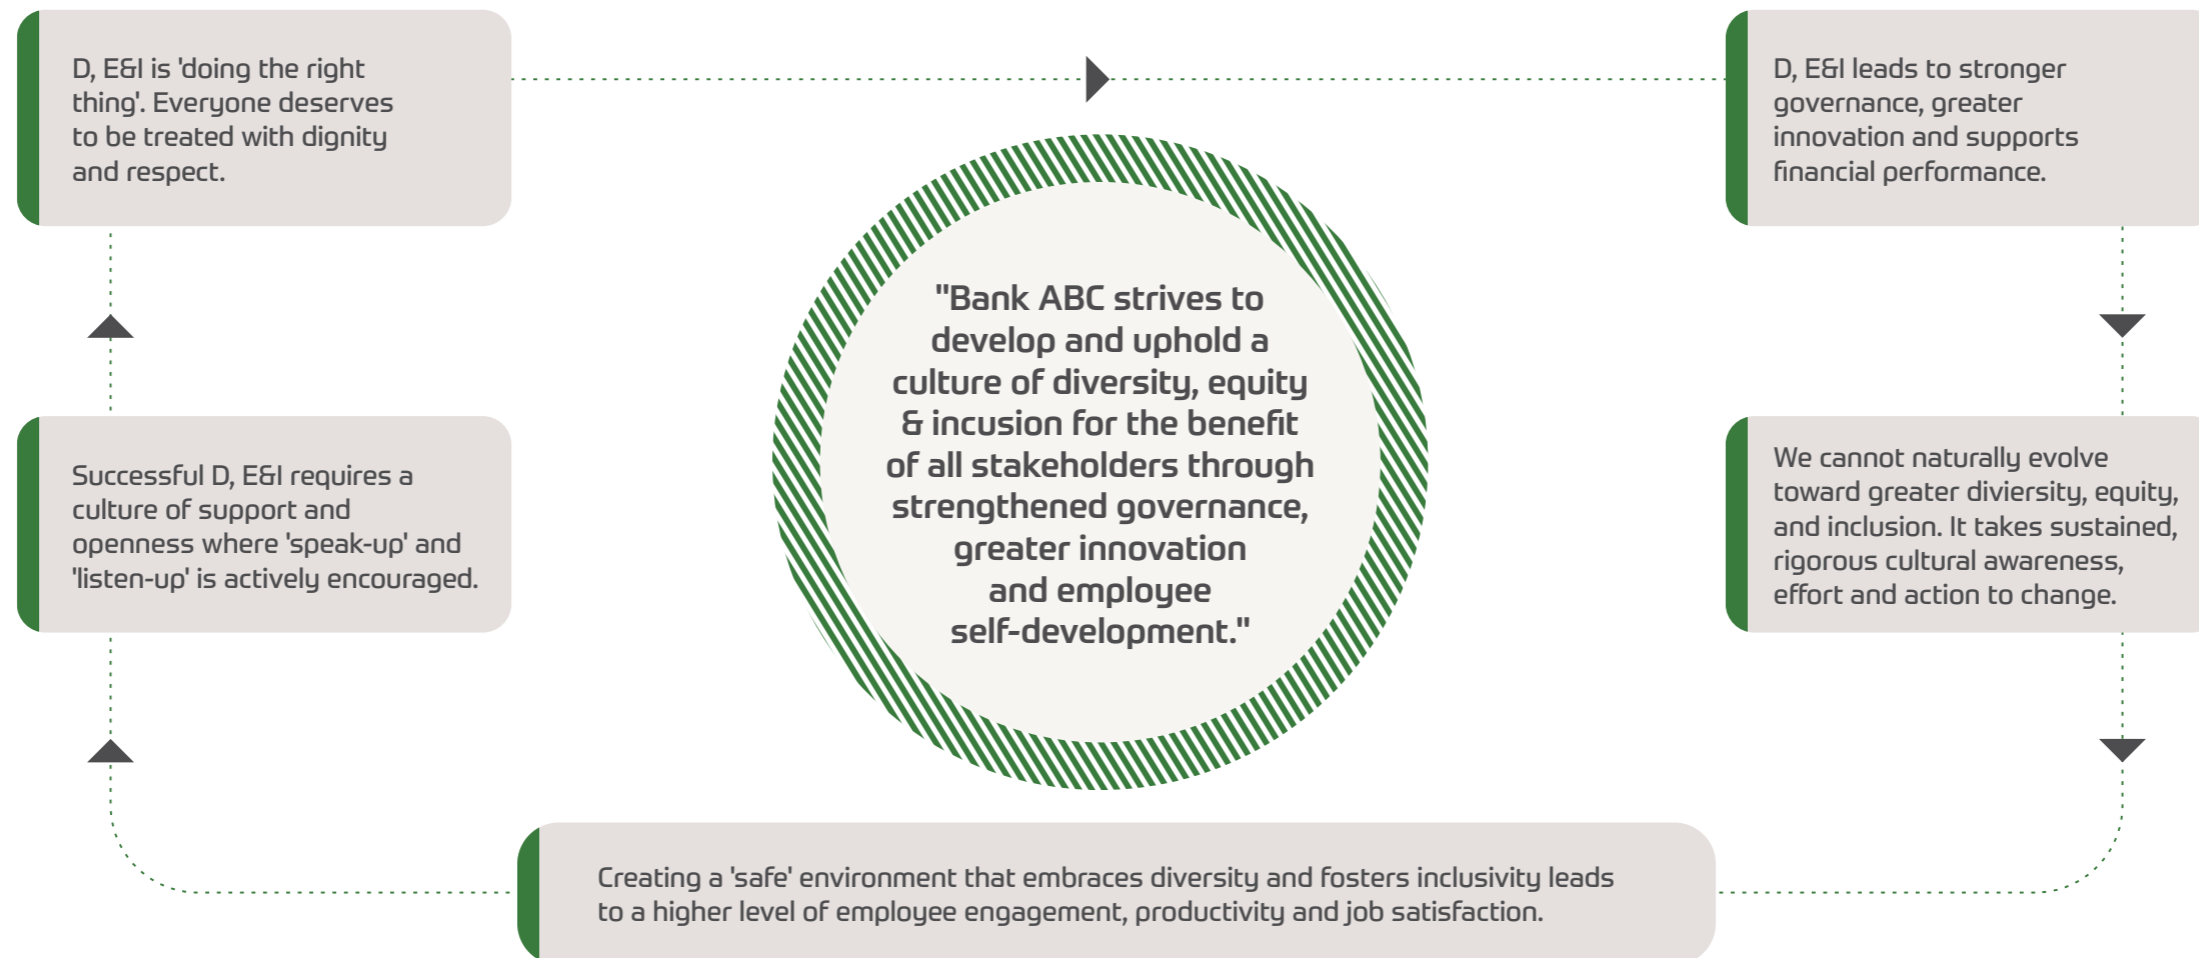 D, E&I is 'doing the right
thing'. Everyone deserves
to be treated with dignity
and respect.
D, E&I leads to stronger
governance, greater
innovation and supports
financial performance.
"Bank ABC strives to
develop and uphold a
culture of diversity, equity
& incusion for the benefit
of all stakeholders through
strengthened governance,
greater innovation
and employee
self-development."
Successful D, E&I requires a
culture of support and
openness where 'speak-up' and
'listen-up' is actively encouraged.
We cannot naturally evolve
toward greater diviersity, equity,
and inclusion. It takes sustained,
rigorous cultural awareness,
effort and action to change.
Creating a 'safe' environment that embraces diversity and fosters inclusivity leads
to a higher level of employee engagement, productivity and job satisfaction.